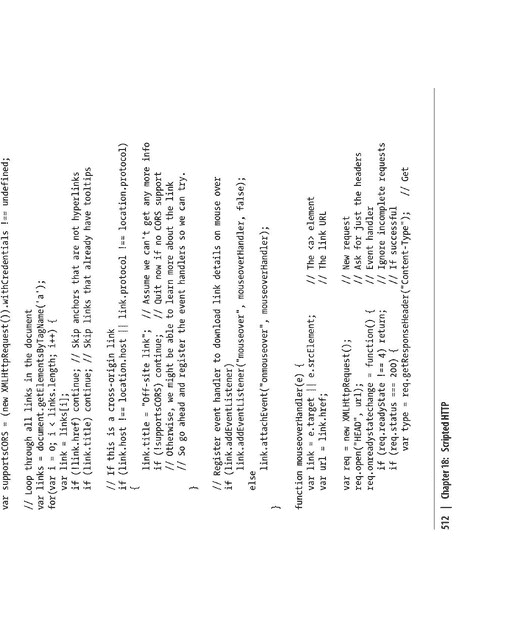 var supportsCORS = (new XMLHttpRequest()).withCredentials !== undefined;
// Loop through all links in the document
var links = document.getElementsByTagName('a');
for(var i = 0; i < links.length; i++) {
var link = links[i];
if (!link.href) continue; // Skip anchors that are not hyperlinks
if (link.title) continue; // Skip links that already have tooltips
// If this is a cross-origin link
if (link.host !== location.host || link.protocol !== location.protocol)
{
link.title = "Off-site link"; // Assume we can't get any more info
if (!supportsCORS) continue; // Quit now if no CORS support
// Otherwise, we might be able to learn more about the link
// So go ahead and register the event handlers so we can try.
}
// Register event handler to download link details on mouse over
if (link.addEventListener)
link.addEventListener("mouseover", mouseoverHandler, false);
else
link.attachEvent("onmouseover", mouseoverHandler);
}
function mouseoverHandler(e) {
var link = e.target || e.srcElement; // The <a> element
var url = link.href; // The link URL
var req = new XMLHttpRequest(); // New request
req.open("HEAD", url); // Ask for just the headers
req.onreadystatechange = function() { // Event handler
if (req.readyState !== 4) return; // Ignore incomplete requests
if (req.status === 200) { // If successful
var type = req.getResponseHeader("Content-Type"); // Get
512 | Chapter 18: Scripted HTTP